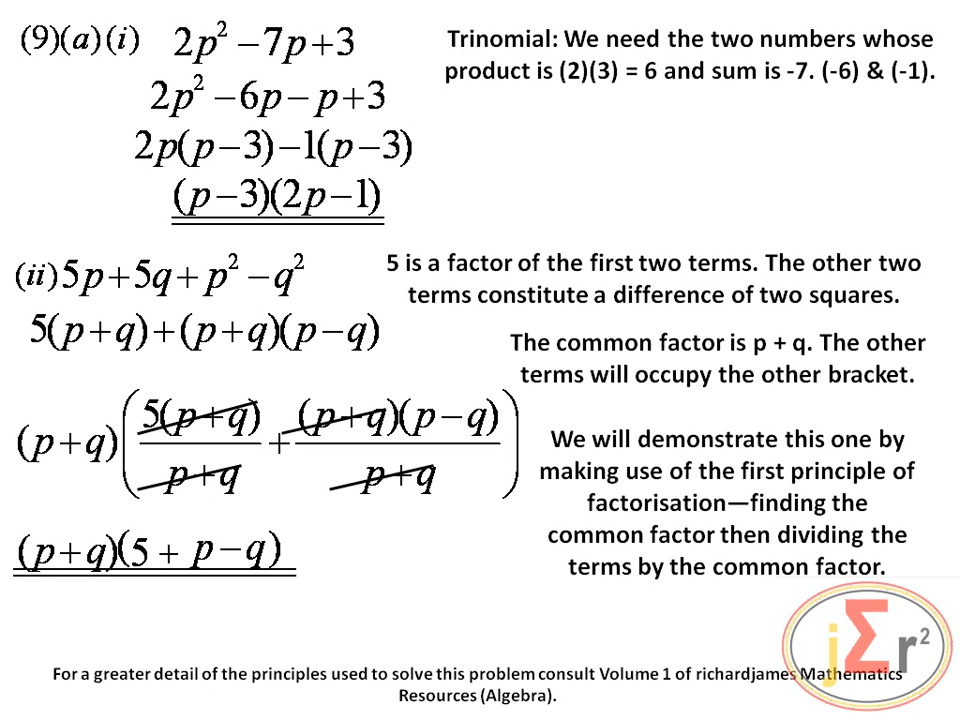 (9)(a)(i) 2p² −7p+3
Trinomial: We need the two numbers whose
product is (2)(3) = 6 and sum is -7. (-6) & (-1).
2p² −6p− p+3
2p(p−3)−1(p−3)
(p−3)(2p−1)
(ii)5p+5q+p² −q²
5 is a factor of the first two terms. The other two
terms constitute a difference of two squares.
5(p+q)+(p+q)(p−q)
The common factor is p + q. The other
terms will occupy the other bracket.
(p+q)(5(p+q)/p+q + (p+q)(p−q)/p+q)
We will demonstrate this one by
making use of the first principle of
factorisation—finding the
common factor then dividing the
terms by the common factor.
(p+q)(5 + p−q)
jΣr²
For a greater detail of the principles used to solve this problem consult Volume 1 of richardjames Mathematics
Resources (Algebra).